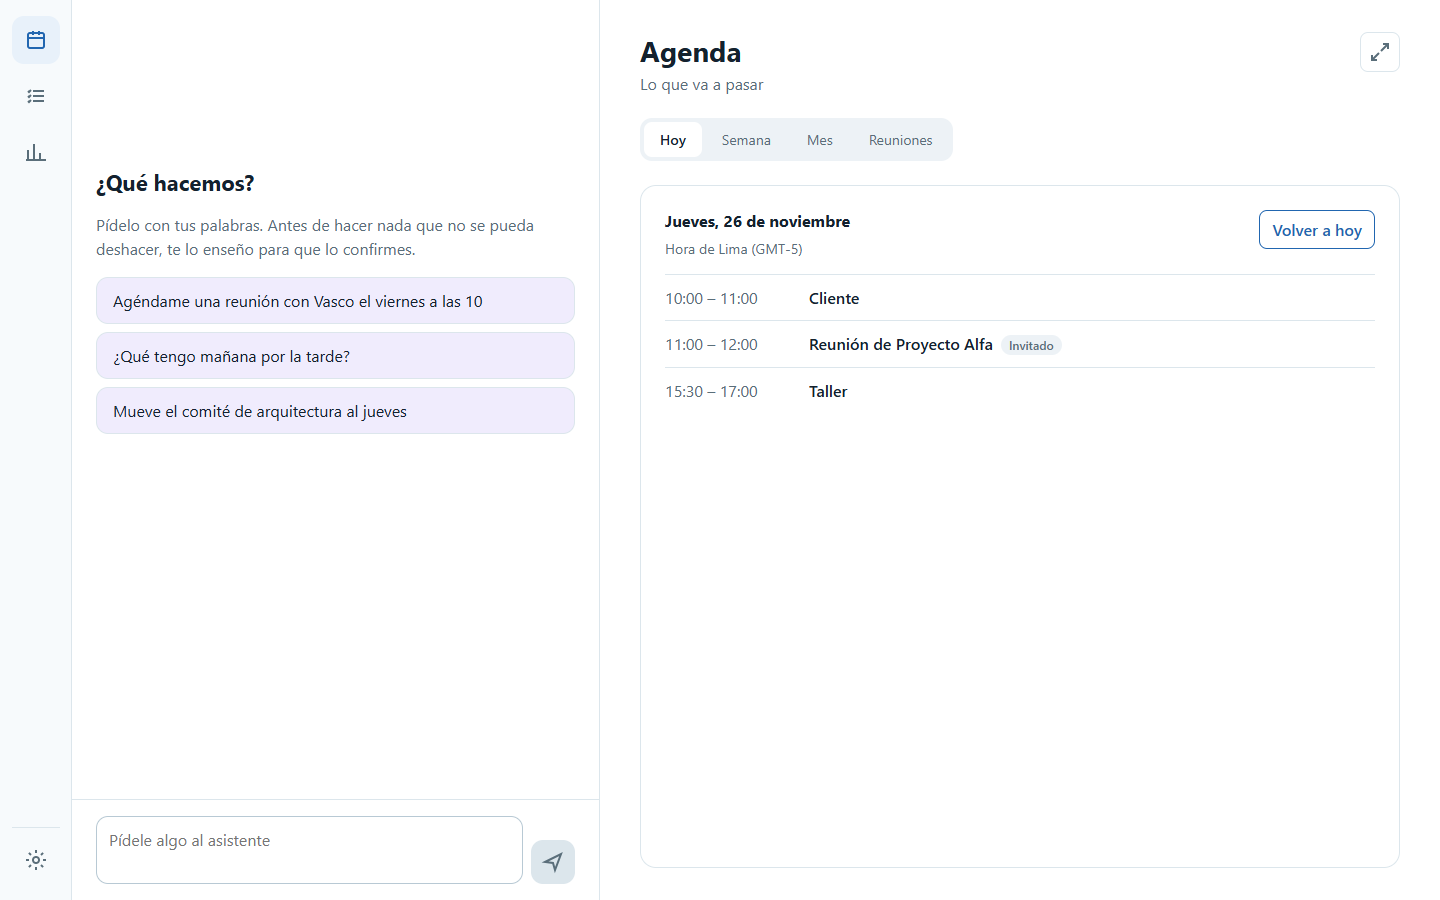 ¿Qué hacemos?
Pídelo con tus palabras. Antes de hacer nada que no se pueda
deshacer, te lo enseño para que lo confirmes.
Agéndame una reunión con Vasco el viernes a las 10
¿Qué tengo mañana por la tarde?
Mueve el comité de arquitectura al jueves
Pídele algo al asistente
Agenda
Lo que va a pasar
Hoy Semana Mes Reuniones
Jueves, 26 de noviembre
Volver a hoy
Hora de Lima (GMT-5)
10:00 – 11:00 Cliente
11:00 – 12:00 Reunión de Proyecto Alfa Invitado
15:30 – 17:00 Taller